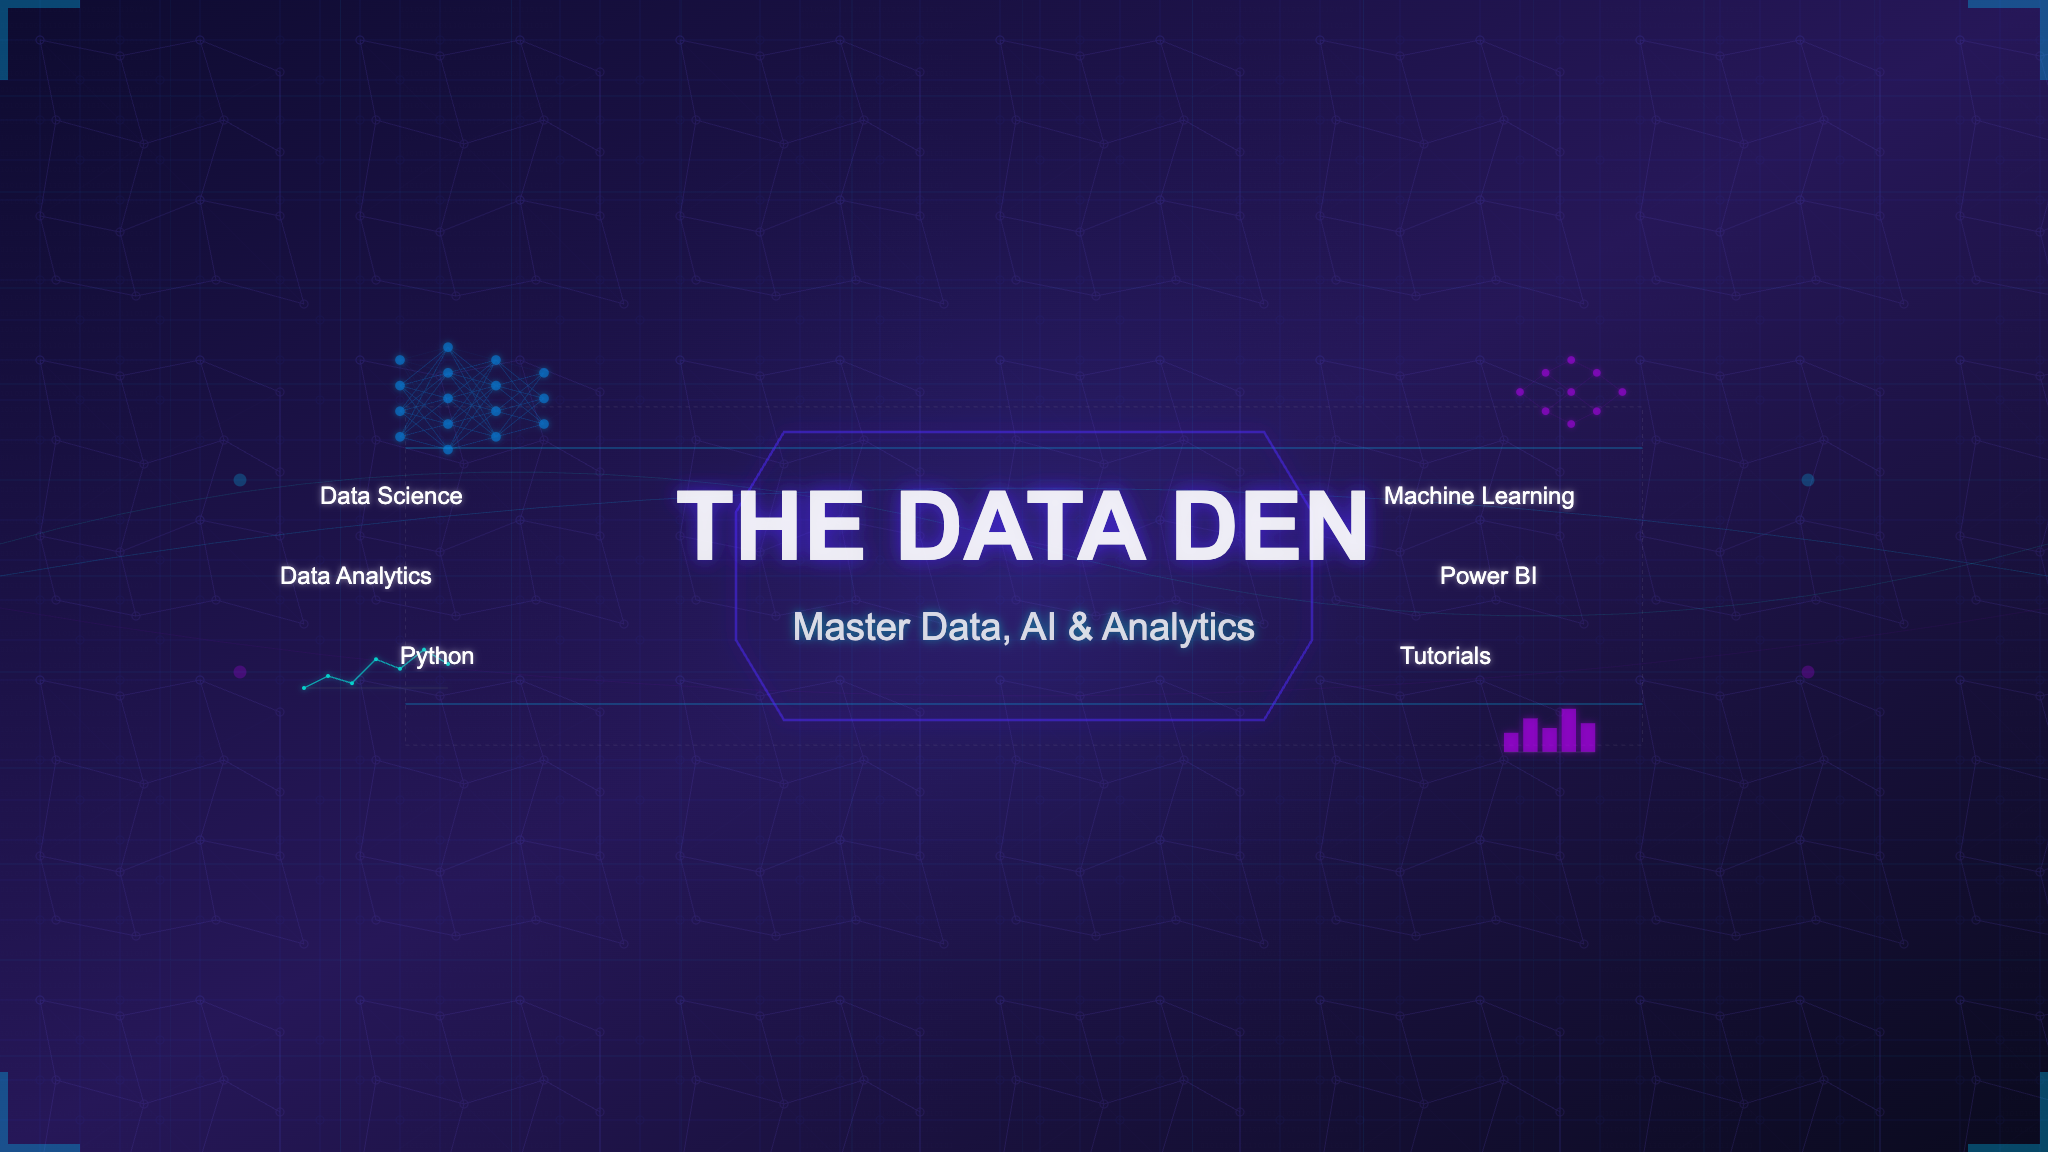 Data Science
Data Analytics
Python
THE DATA DEN
Master Data, AI & Analytics
Machine Learning
Power BI
Tutorials